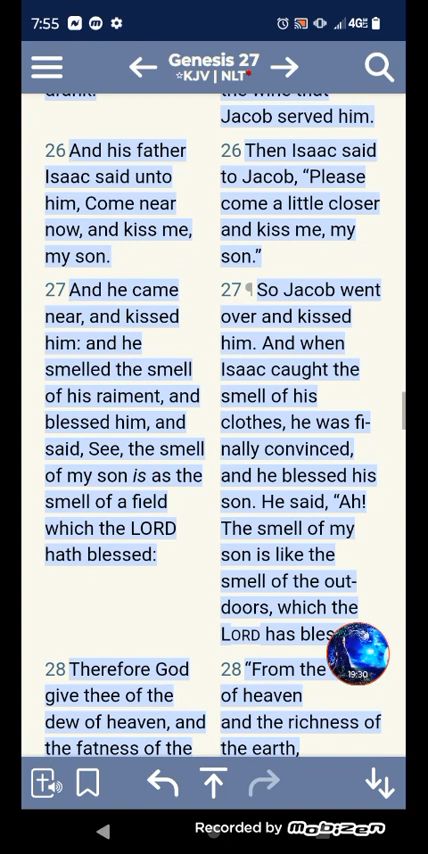 7:55
4G
Genesis 27
☆KJV | NLT
the wine that
Jacob served him.
26 And his father
Isaac said unto
him, Come near
now, and kiss me,
my son.
27 And he came
near, and kissed
him: and he
smelled the smell
of his raiment, and
blessed him, and
said, See, the smell
of my son is as the
smell of a field
which the LORD
hath blessed:
28 Therefore God
give thee of the
dew of heaven, and
the fatness of the
26 Then Isaac said
to Jacob, “Please
come a little closer
and kiss me, my
son.”
27 ¶ So Jacob went
over and kissed
him. And when
Isaac caught the
smell of his
clothes, he was fi-
nally convinced,
and he blessed his
son. He said, “Ah!
The smell of my
son is like the
smell of the out-
doors, which the
LORD has
28 “From the
of heaven
and the richness of
the earth,
19:30
Recorded by Mobizen